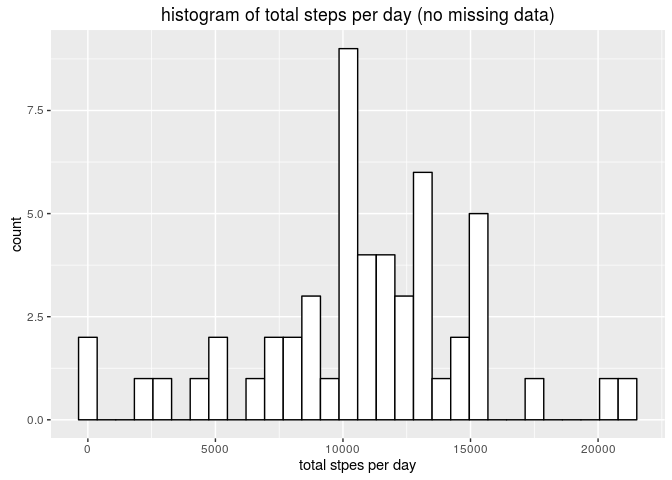 histogram of total steps per day (no missing data)
7.5
5.0
2.5
0.0
count
0 5000 10000 15000 20000
total stpes per day